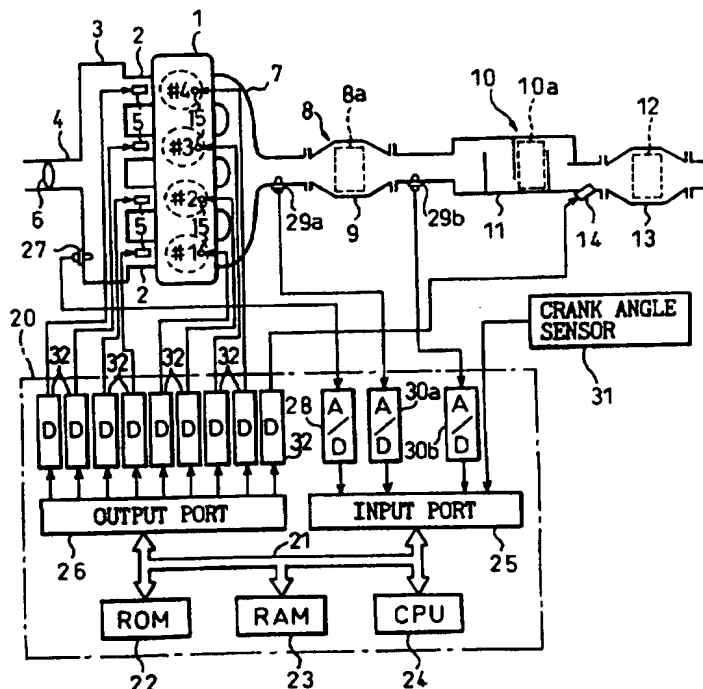 1
3 2 7 10 8a 10a 12
8
4 #4
5 15
#3
#2
6 29a 9 29b 11 14 13
27 5 15
#1
2
20
CRANK ANGLE
SENSOR
31
32 32 32 32 28 A/D 30a A/D 30b A/D
D D D D D D D D D 32
OUTPUT PORT INPUT PORT
26 21 25
ROM RAM CPU
22 23 24